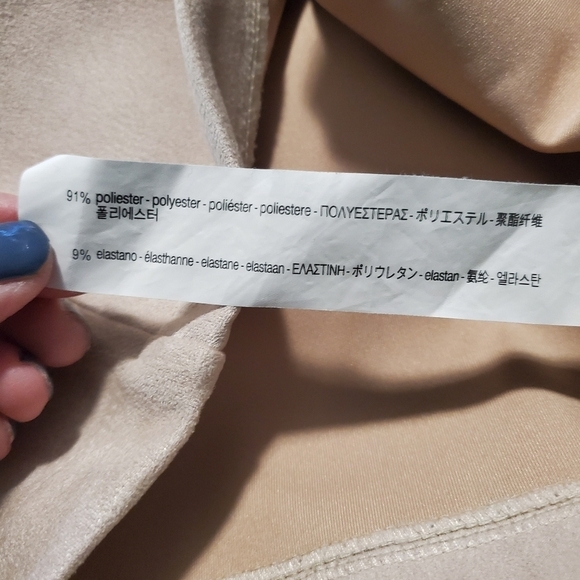 91% poliester - polyester - poliéster - poliestere - ΠΟΛΥΕΣΤΕΡΑΣ - ポリエステル - 聚酯纤维
폴리에스터
9% elastano - élasthanne - elastane - elastaan - ΕΛΑΣΤΙΝΗ - ポリウレタン - elastan - 氨纶 - 엘라스탄